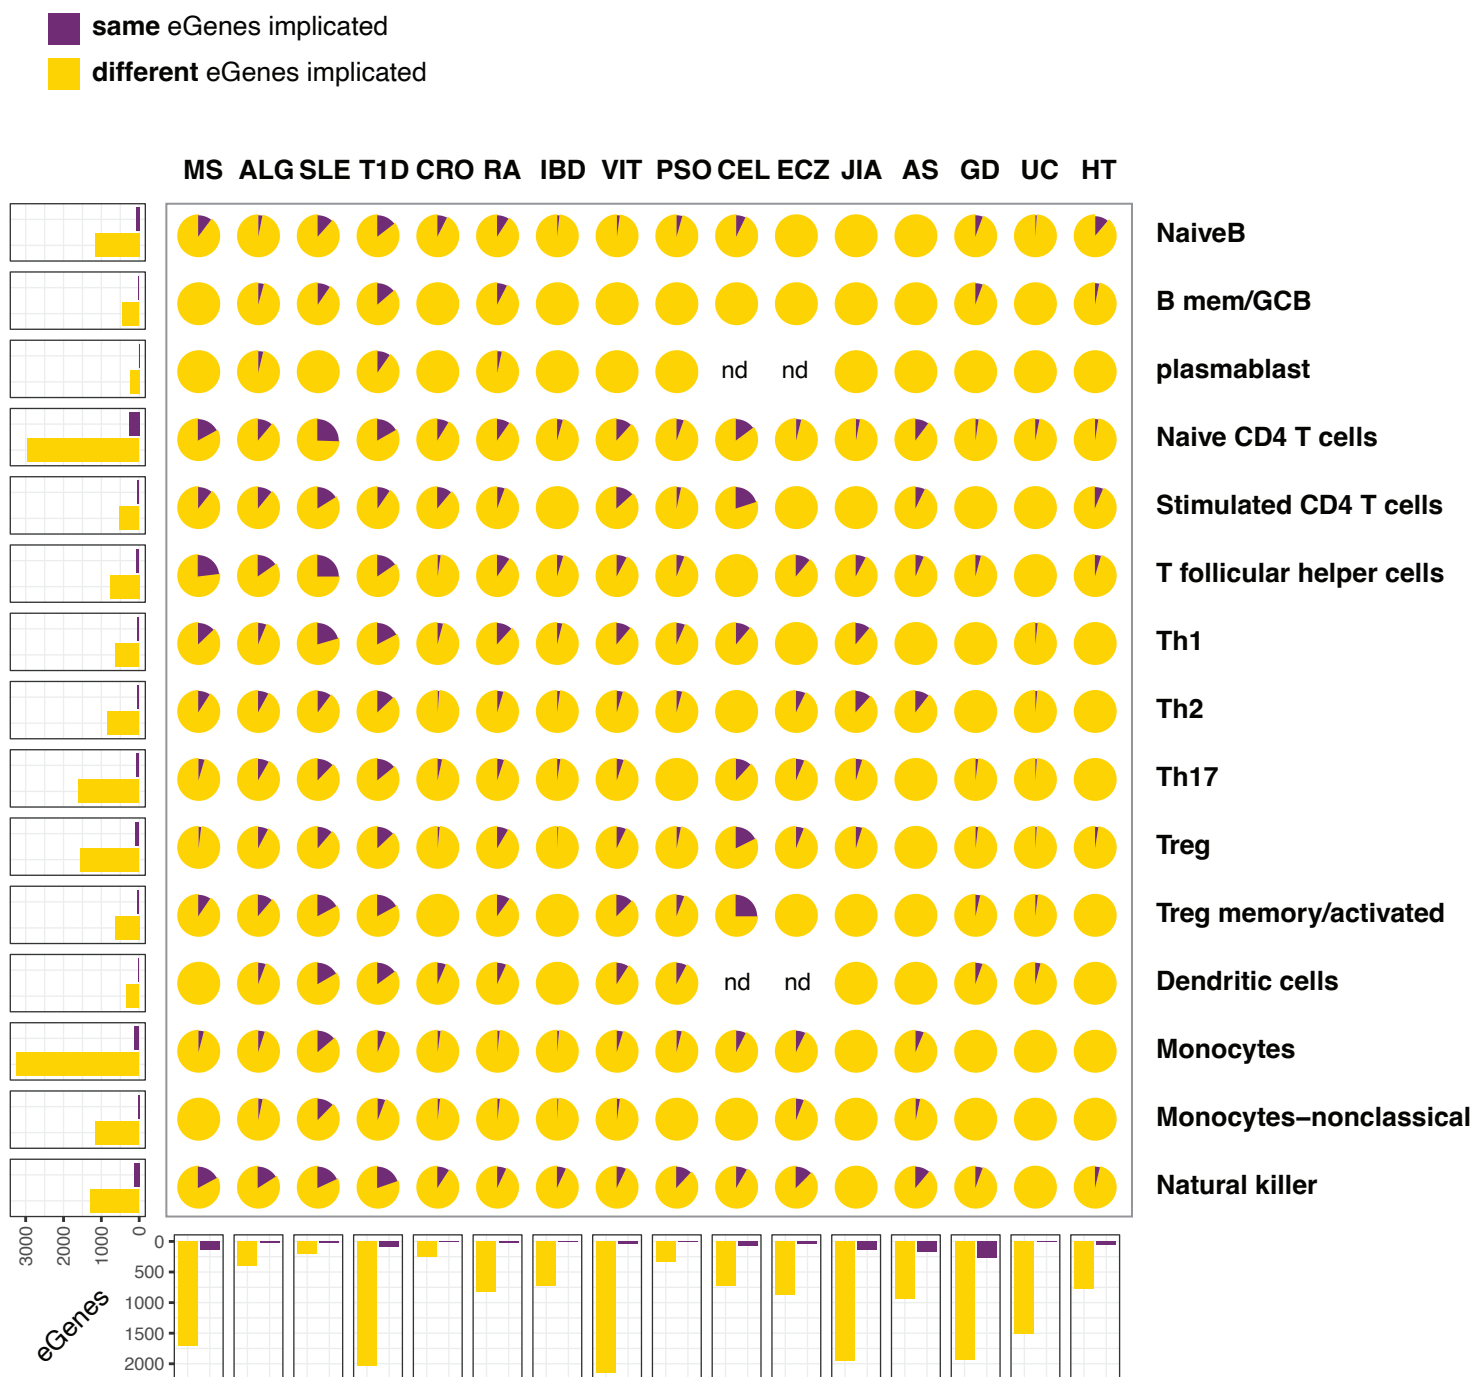 same eGenes implicated
different eGenes implicated
MS ALG SLE T1D CRO RA IBD VIT PSO CEL ECZ JIA AS GD UC HT
NaiveB
B mem/GCB
nd nd plasmablast
Naive CD4 T cells
Stimulated CD4 T cells
T follicular helper cells
Th1
Th2
Th17
Treg
Treg memory/activated
nd nd Dendritic cells
Monocytes
Monocytes–nonclassical
Natural killer
3000 2000 1000 0
0
500
1000
1500
2000
eGenes